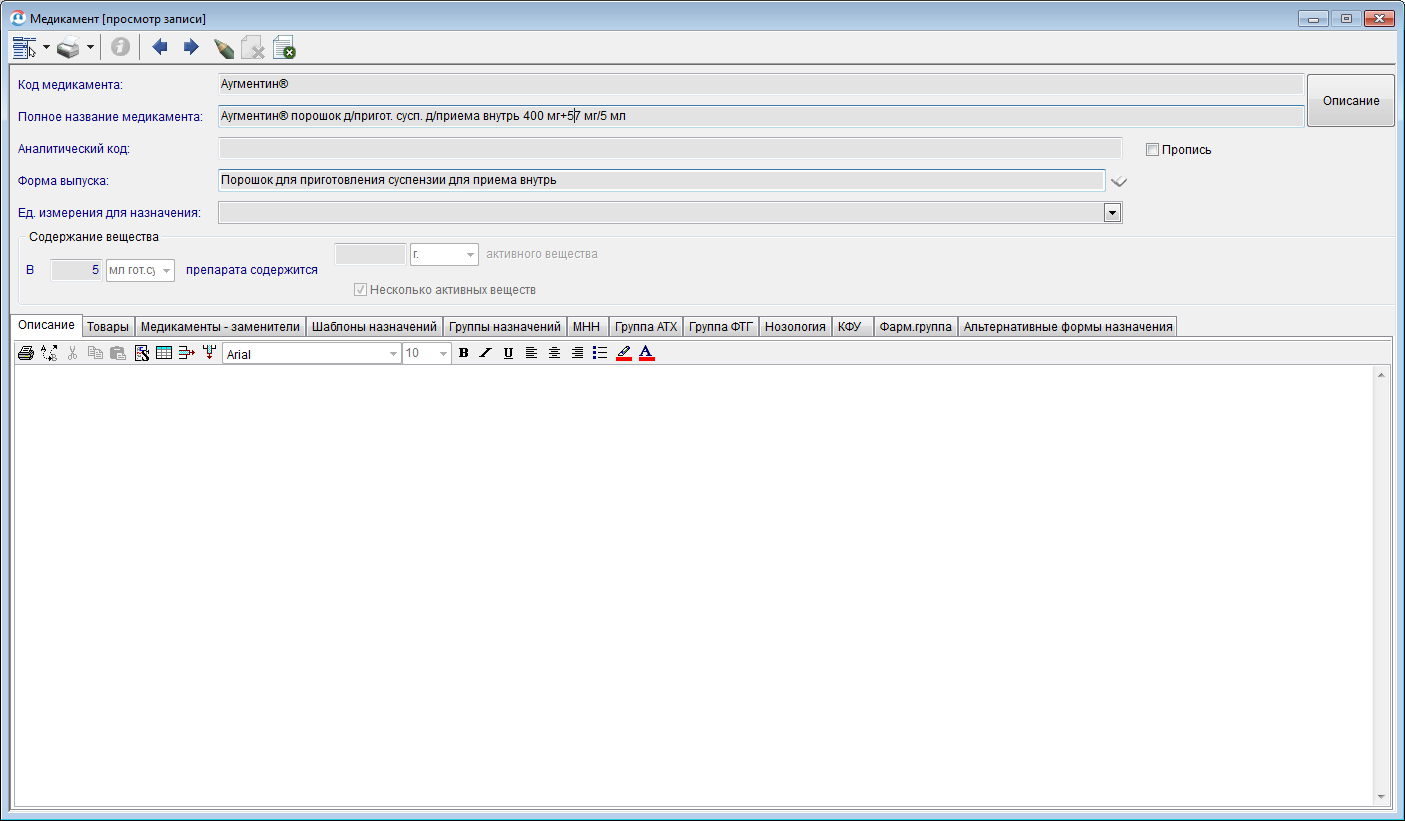 Медикамент [просмотр записи]
Код медикамента: Аугментин®
Описание
Полное название медикамента: Аугментин® порошок д/пригот. сусп. д/приема внутрь 400 мг+57 мг/5 мл
Аналитический код:
Пропись
Форма выпуска: Порошок для приготовления суспензии для приема внутрь
Ед. измерения для назначения:
Содержание вещества
г. активного вещества
В 5 мл гот.су препарата содержится
Несколько активных веществ
Описание Товары Медикаменты - заменители Шаблоны назначений Группы назначений МНН Группа АТХ Группа ФТГ Нозология КФУ Фарм.группа Альтернативные формы назначения
Arial 10 B I U A